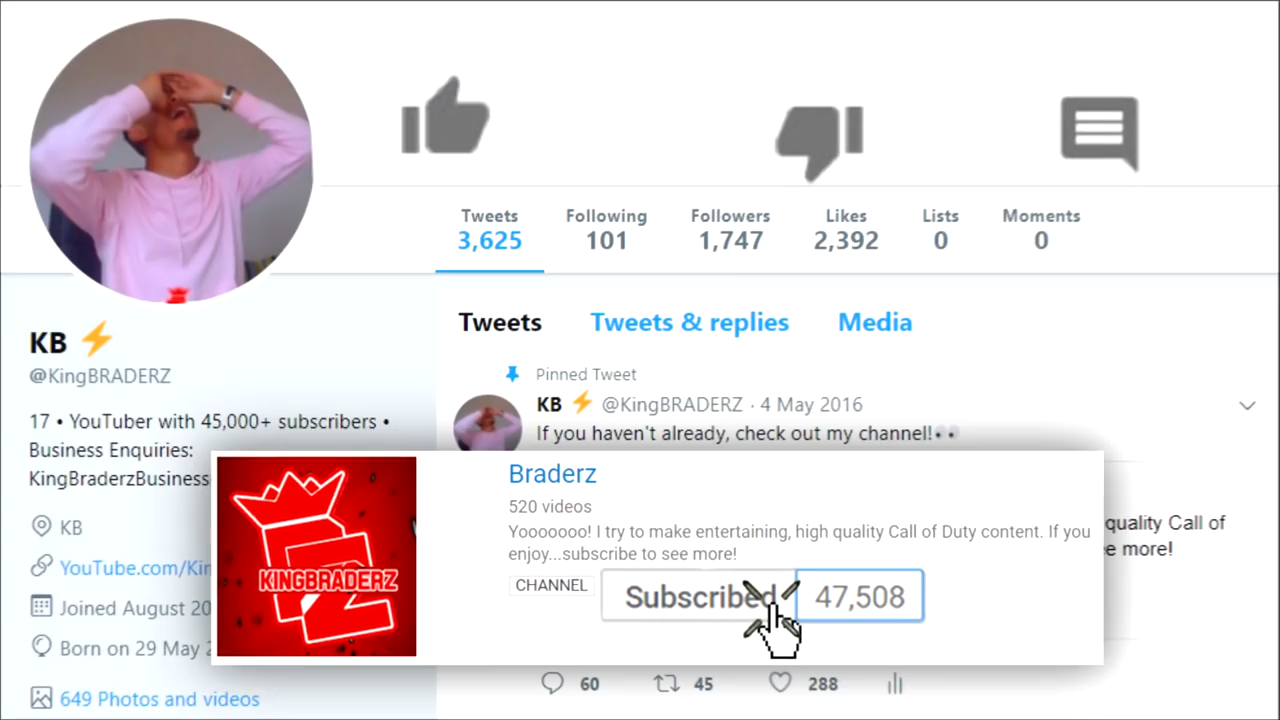 Tweets Following Followers Likes Lists Moments
3,625 101 1,747 2,392 0 0
KB ⚡
@KingBRADERZ
17 • YouTuber with 45,000+ subscribers •
Business Enquiries:
KingBraderzBusiness
KB
YouTube.com/Kin
Joined August 20
Born on 29 May 2
649 Photos and videos
Tweets Tweets & replies Media
Pinned Tweet
KB ⚡ @KingBRADERZ · 4 May 2016
If you haven't already, check out my channel!👀
quality Call of
e more!
KINGBRADERZ
Braderz
520 videos
Yooooooo! I try to make entertaining, high quality Call of Duty content. If you
enjoy...subscribe to see more!
CHANNEL Subscribed 47,508
60 45 288